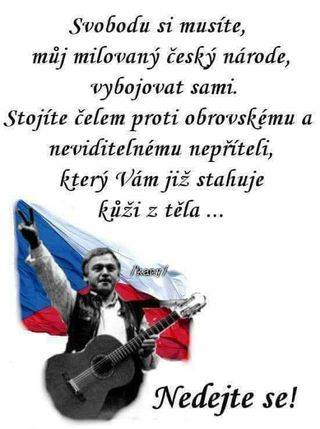 Svobodu si musíte,
můj milovaný český národe,
vybojovat sami.
Stojíte čelem proti obrovskému a
neviditelnému nepříteli,
který Vám již stahuje
kůži z těla ...
Nedejte se!